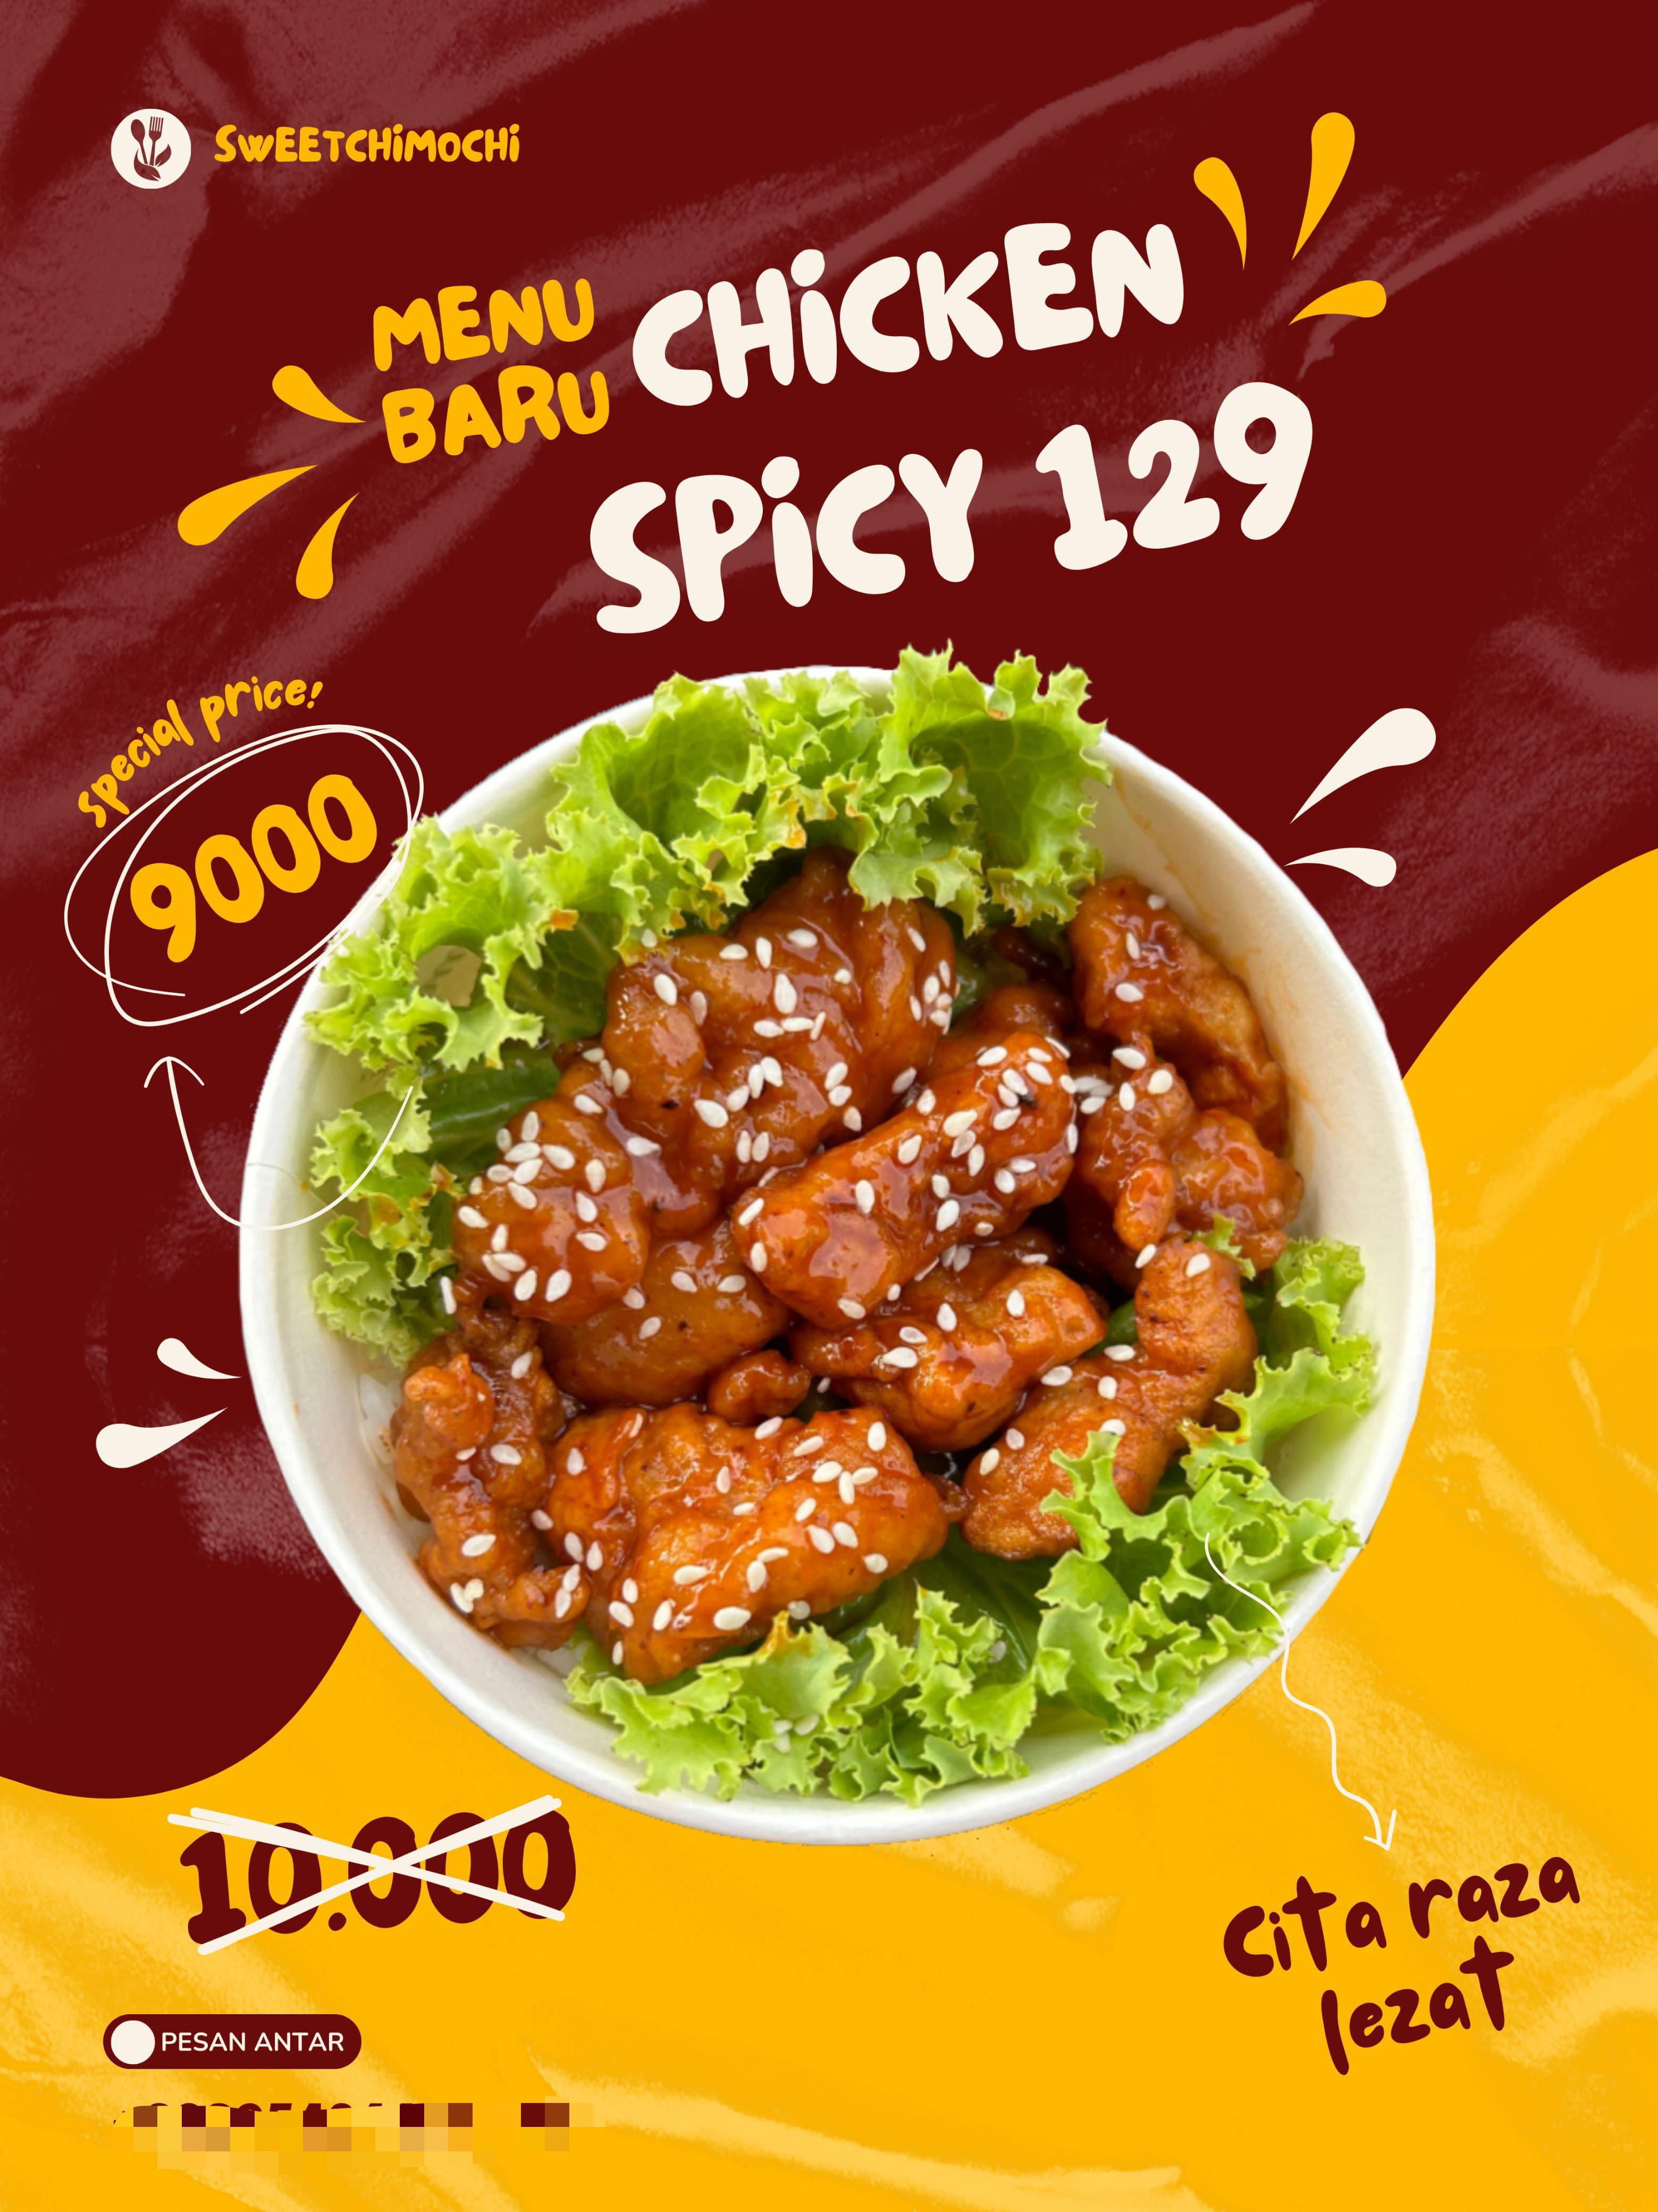 SWEETCHiMOCHi
MENU
BARU
CHiCKEN
SPiCY 129
special price!
9000
10.000
Cita raza
lezat
PESAN ANTAR